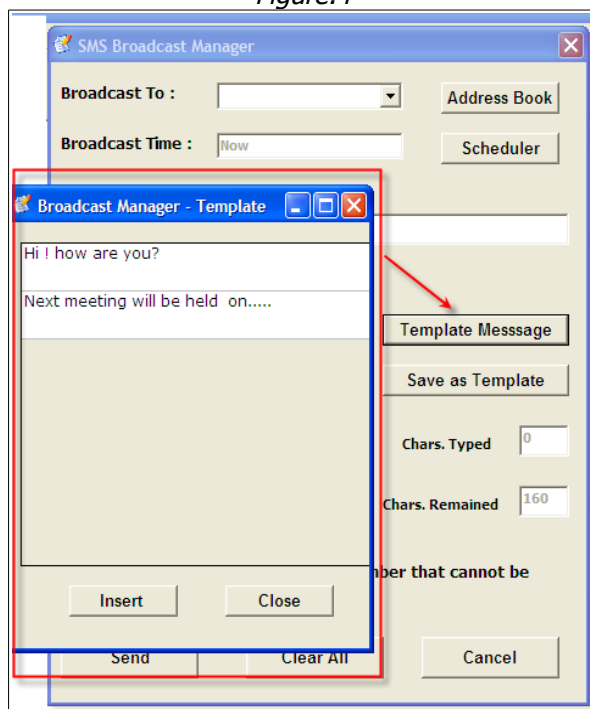 SMS Broadcast Manager
Broadcast To :
Address Book
Broadcast Time :
Now
Scheduler
Broadcast Manager - Template
Hi ! how are you?
Next meeting will be held on.....
Template Messsage
Save as Template
Chars. Typed
0
Chars. Remained
160
that cannot be
Insert
Close
Send
Clear All
Cancel